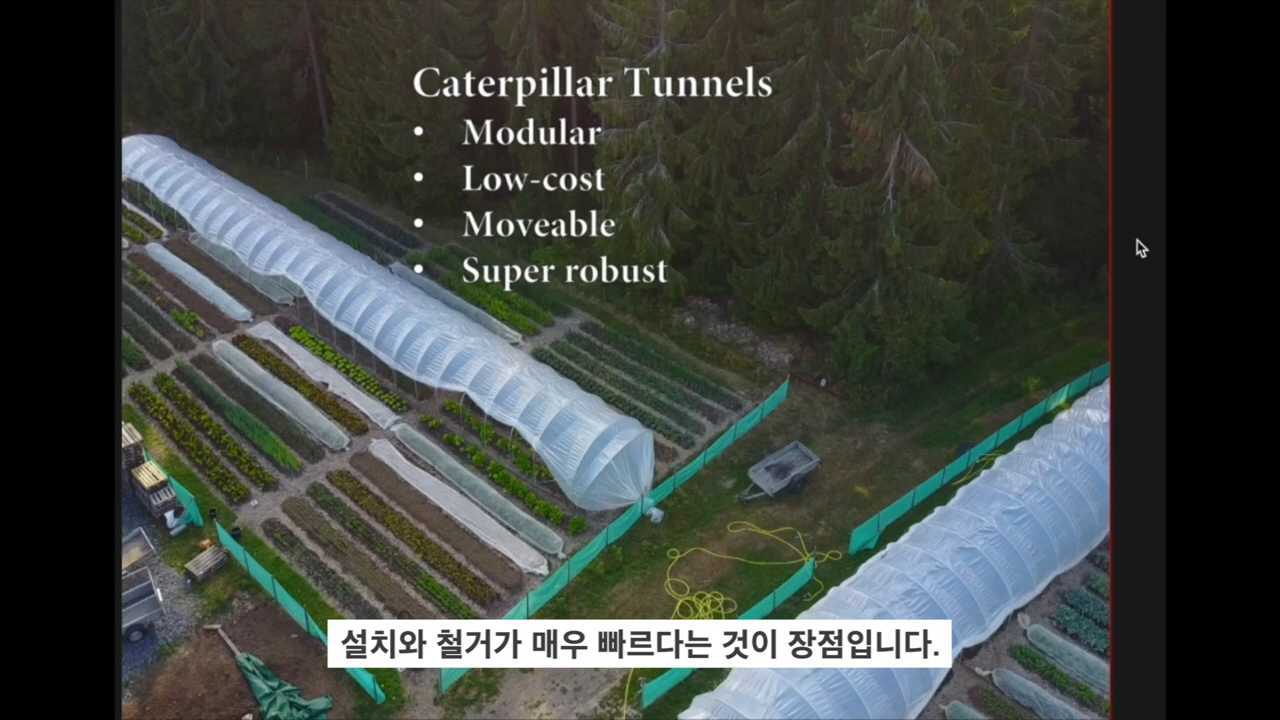 Caterpillar Tunnels
• Modular
• Low-cost
• Moveable
• Super robust
설치와 철거가 매우 빠르다는 것이 장점입니다.